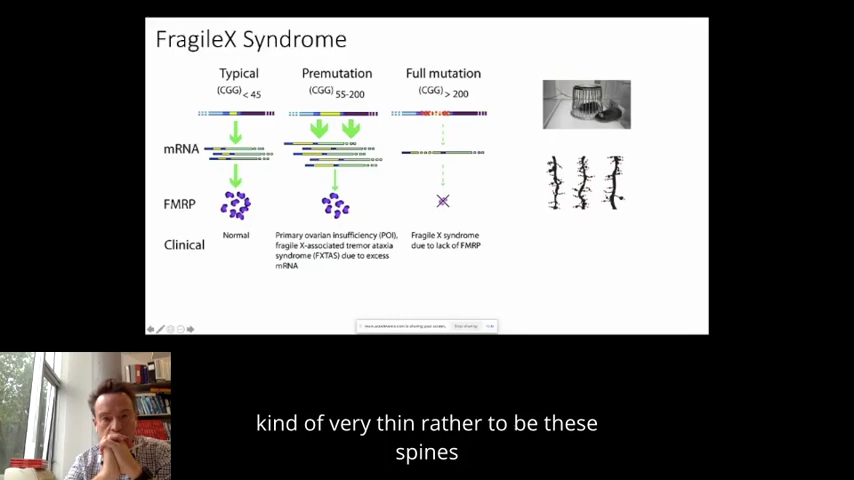 FragileX Syndrome
Typical
(CGG) < 45
Premutation
(CGG) 55-200
Full mutation
(CGG) > 200
mRNA
FMRP
Clinical
Normal
Primary ovarian insufficiency (POI),
fragile X-associated tremor ataxia
syndrome (FXTAS) due to excess
mRNA
Fragile X syndrome
due to lack of FMRP
Stop sharing
kind of very thin rather to be these
spines